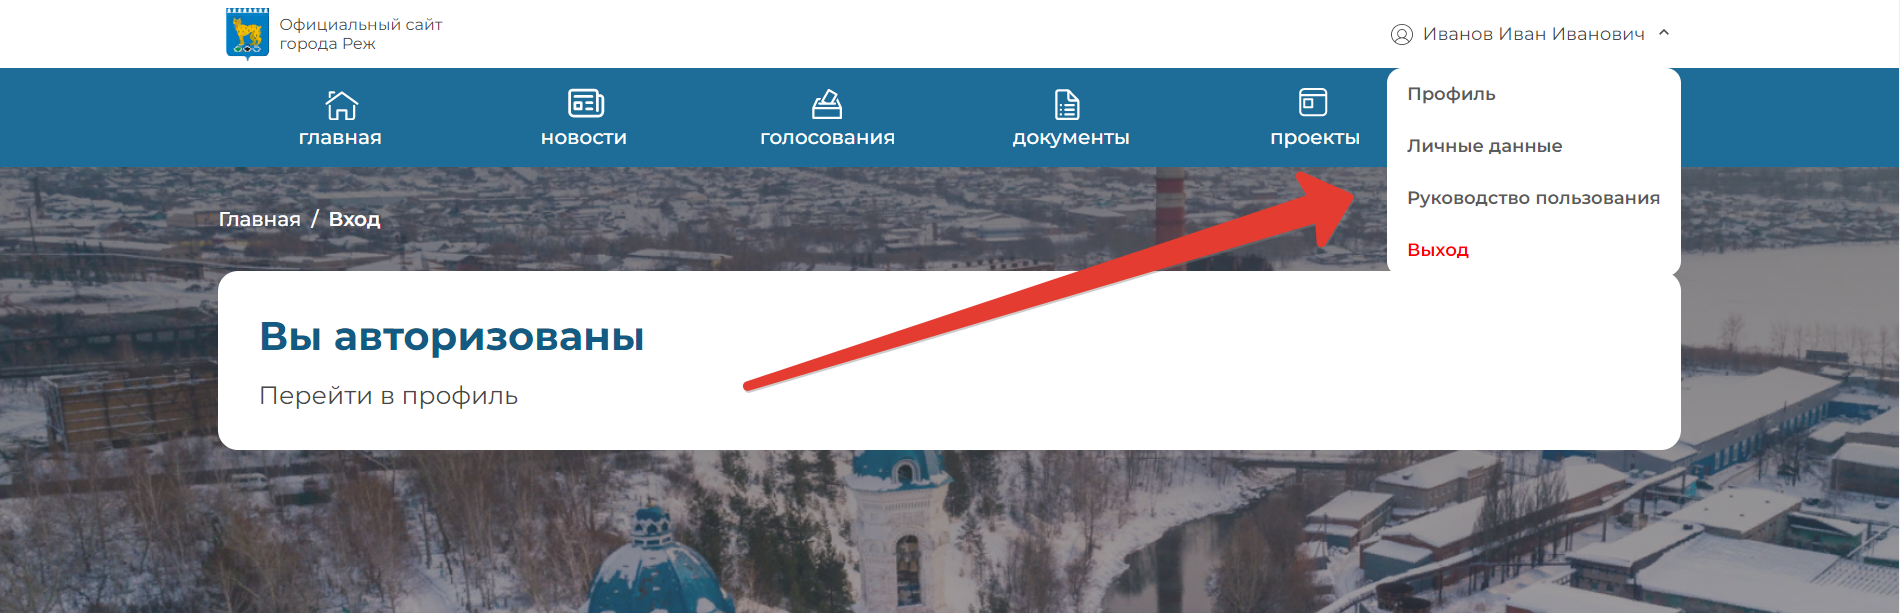 Официальный сайт
города Реж
Иванов Иван Иванович
главная
новости
голосования
документы
проекты
Профиль
Личные данные
Руководство пользования
Выход
Главная / Вход
Вы авторизованы
Перейти в профиль